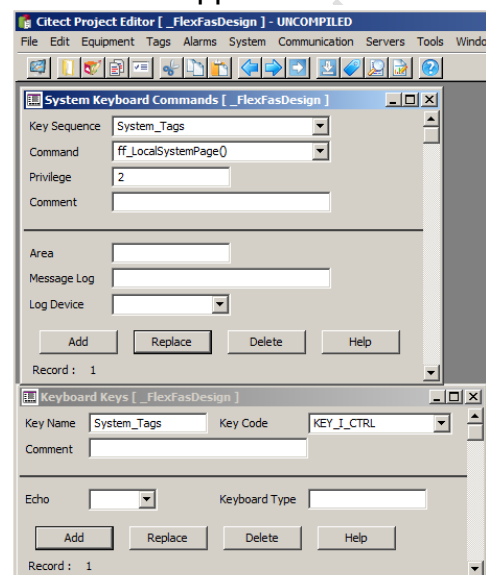 Citect Project Editor [ _FlexFasDesign ] - UNCOMPILED
File Edit Equipment Tags Alarms System Communication Servers Tools Windo
System Keyboard Commands [ _FlexFasDesign ]
Key Sequence System_Tags
Command ff_LocalSystemPage()
Privilege 2
Comment
Area
Message Log
Log Device
Add Replace Delete Help
Record : 1
Keyboard Keys [ _FlexFasDesign ]
Key Name System_Tags Key Code KEY_I_CTRL
Comment
Echo Keyboard Type
Add Replace Delete Help
Record : 1